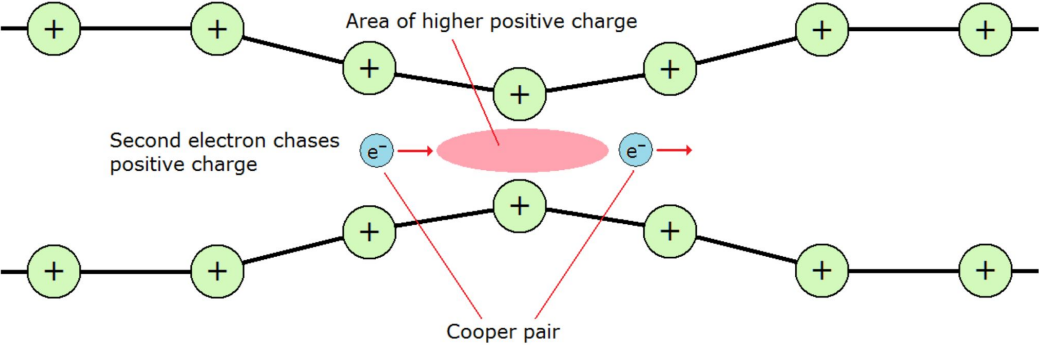 Area of higher positive charge
+ + + + + + +
Second electron chases
positive charge
e⁻ e⁻
+ + + + + + +
Cooper pair